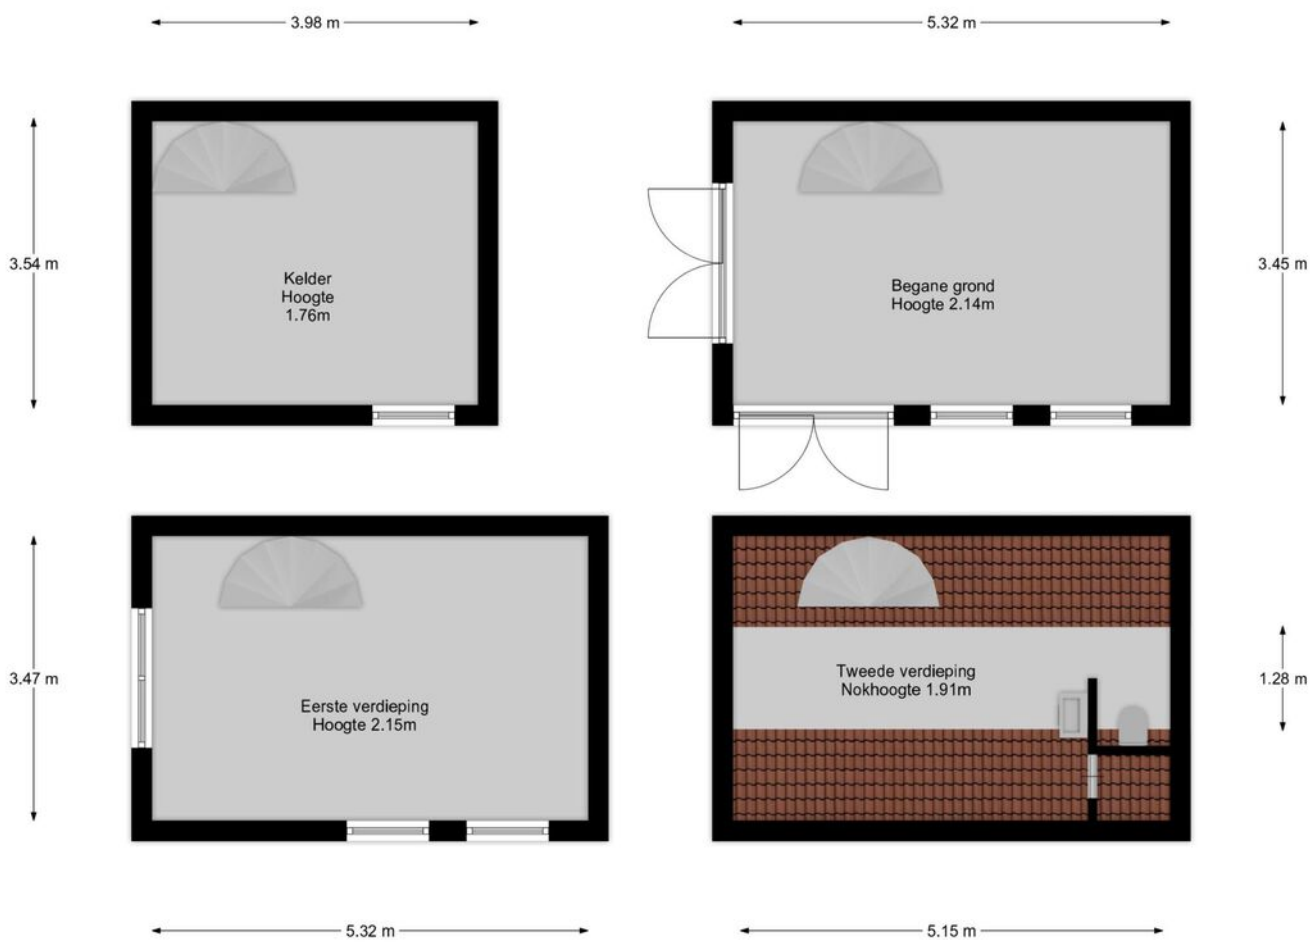 3.98 m
5.32 m
3.54 m
Kelder
Hoogte
1.76m
Begane grond
Hoogte 2.14m
3.45 m
3.47 m
Eerste verdieping
Hoogte 2.15m
Tweede verdieping
Nokhoogte 1.91m
1.28 m
5.32 m
5.15 m